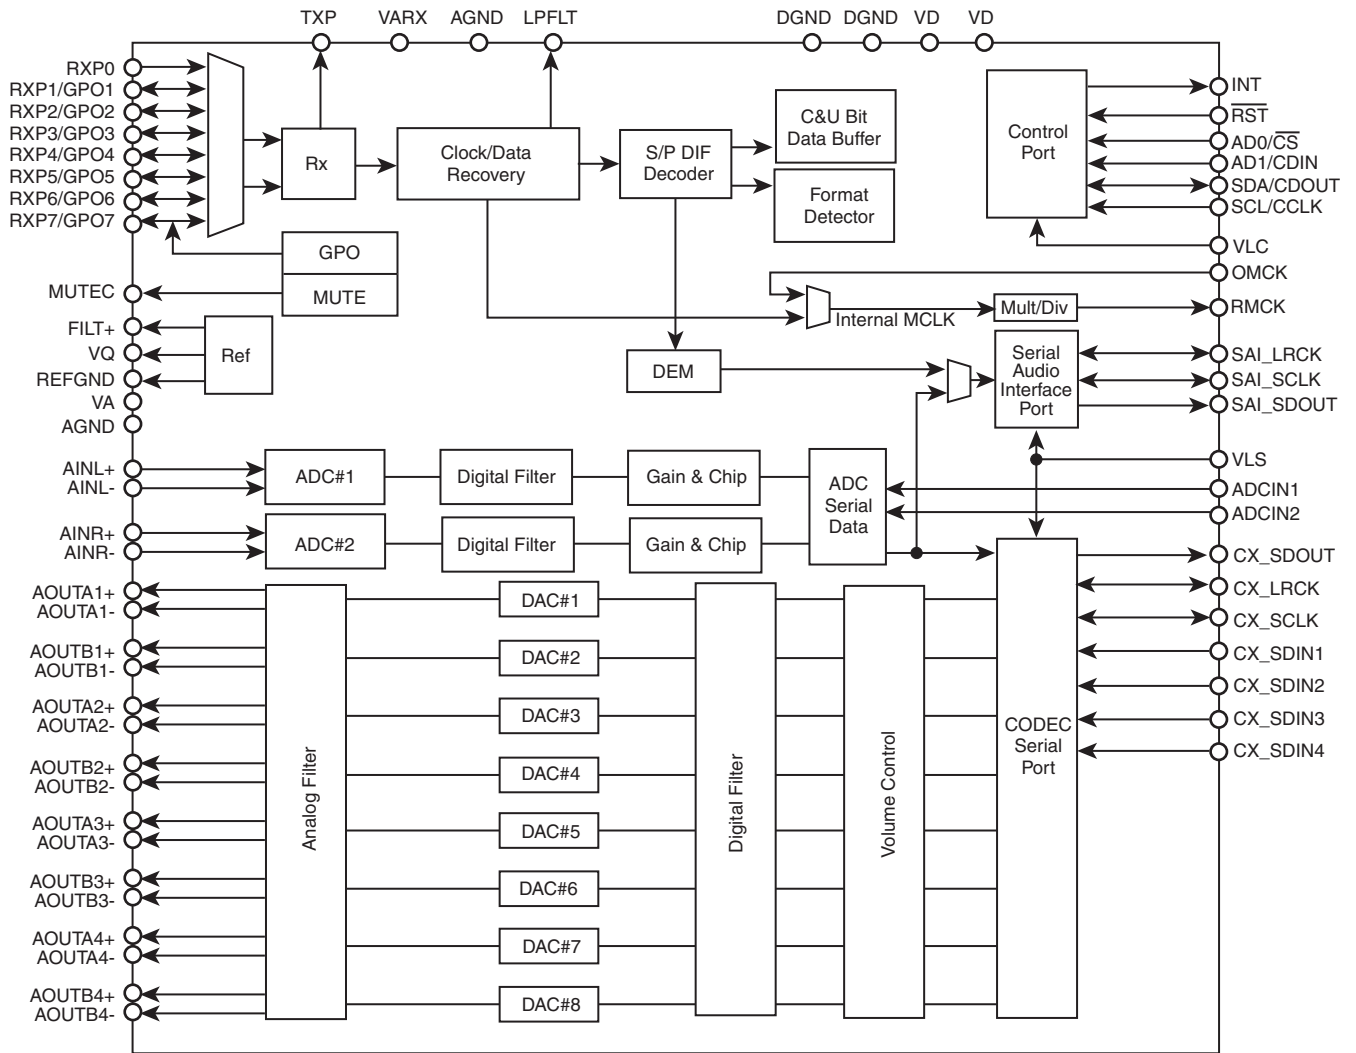 TXP
VARX
AGND
LPFLT
DGND
DGND
VD
VD
RXP0
RXP1/GPO1
RXP2/GPO2
RXP3/GPO3
RXP4/GPO4
RXP5/GPO5
RXP6/GPO6
RXP7/GPO7
MUTEC
FILT+
VQ
REFGND
VA
AGND
AINL+
AINL-
AINR+
AINR-
AOUTA1+
AOUTA1-
AOUTB1+
AOUTB1-
AOUTA2+
AOUTA2-
AOUTB2+
AOUTB2-
AOUTA3+
AOUTA3-
AOUTB3+
AOUTB3-
AOUTA4+
AOUTA4-
AOUTB4+
AOUTB4-
Rx
Clock/Data
Recovery
S/P DIF
Decoder
C&U Bit
Data Buffer
Format
Detector
Control
Port
GPO
MUTE
Ref
Internal MCLK
Mult/Div
DEM
Serial
Audio
Interface
Port
ADC#1
Digital Filter
Gain & Chip
ADC
Serial
Data
ADC#2
Digital Filter
Gain & Chip
Analog Filter
DAC#1
DAC#2
DAC#3
DAC#4
DAC#5
DAC#6
DAC#7
DAC#8
Digital Filter
Volume Control
CODEC
Serial
Port
INT
RST
AD0/CS
AD1/CDIN
SDA/CDOUT
SCL/CCLK
VLC
OMCK
RMCK
SAI_LRCK
SAI_SCLK
SAI_SDOUT
VLS
ADCIN1
ADCIN2
CX_SDOUT
CX_LRCK
CX_SCLK
CX_SDIN1
CX_SDIN2
CX_SDIN3
CX_SDIN4